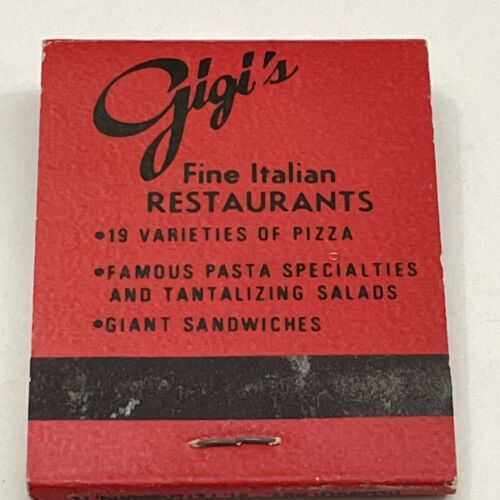 Gigi's
Fine Italian
RESTAURANTS
•19 VARIETIES OF PIZZA
•FAMOUS PASTA SPECIALTIES
AND TANTALIZING SALADS
•GIANT SANDWICHES